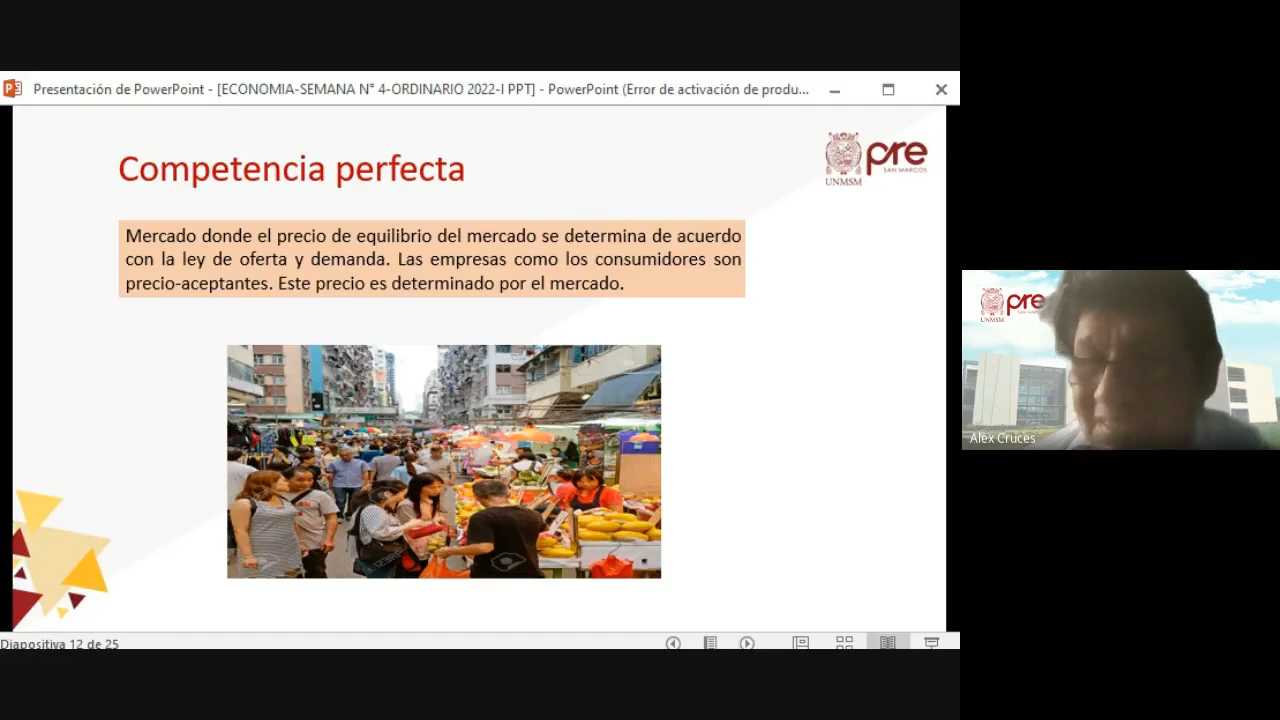 Presentación de PowerPoint - [ECONOMIA-SEMANA N° 4-ORDINARIO 2022-I PPT] - PowerPoint (Error de activación de produ...
Competencia perfecta
pre
SAN MARCOS
UNMSM
Mercado donde el precio de equilibrio del mercado se determina de acuerdo
con la ley de oferta y demanda. Las empresas como los consumidores son
precio-aceptantes. Este precio es determinado por el mercado.
pre
UNMSM
Alex Cruces
Diapositiva 12 de 25